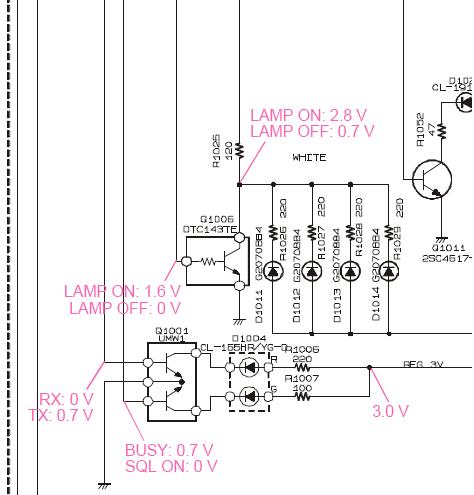 D102
CL-191
R1052
47
LAMP ON: 2.8 V
LAMP OFF: 0.7 V
R1025
120
WHITE
Q1006
DTC143TE
220
220
220
220
R1026
R1027
R1028
R1029
G2070884
G2070884
G2070884
G2070884
D1011
D1012
D1013
D1014
Q1011
2SC4617-
LAMP ON: 1.6 V
LAMP OFF: 0 V
Q1001
UMW1
D1004
CL-165HR/YG-D
R
R1006
220
REG 3V
G
R1007
100
RX: 0 V
TX: 0.7 V
3.0 V
BUSY: 0.7 V
SQL ON: 0 V